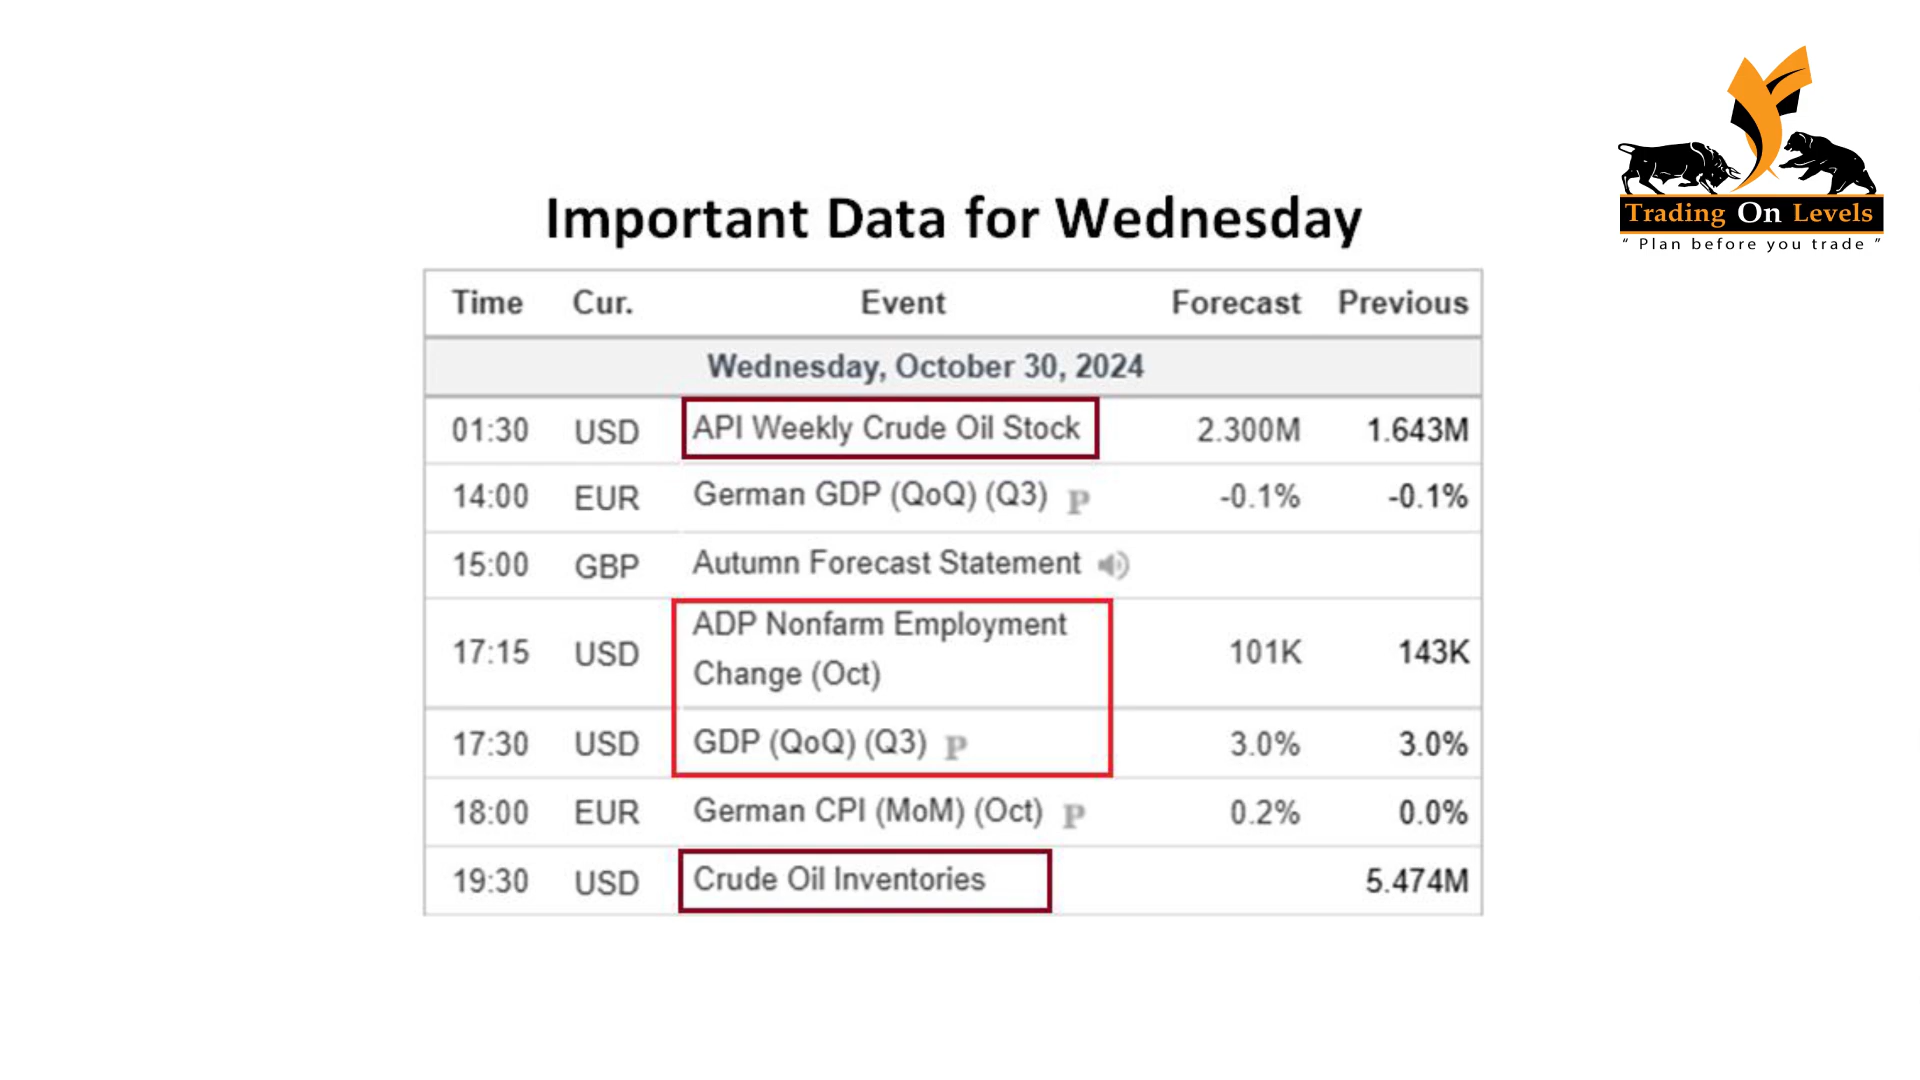 Trading On Levels
“ Plan before you trade ”
Important Data for Wednesday
Time Cur. Event Forecast Previous
Wednesday, October 30, 2024
01:30 USD API Weekly Crude Oil Stock 2.300M 1.643M
14:00 EUR German GDP (QoQ) (Q3) P -0.1% -0.1%
15:00 GBP Autumn Forecast Statement
17:15 USD ADP Nonfarm Employment
Change (Oct) 101K 143K
17:30 USD GDP (QoQ) (Q3) P 3.0% 3.0%
18:00 EUR German CPI (MoM) (Oct) P 0.2% 0.0%
19:30 USD Crude Oil Inventories 5.474M